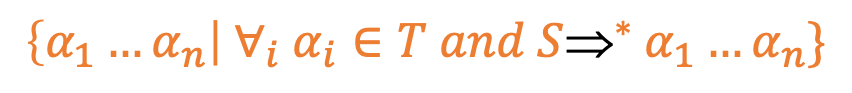 {α₁ … αₙ| ∀ᵢ αᵢ ∈ T and S⇒* α₁ … αₙ}